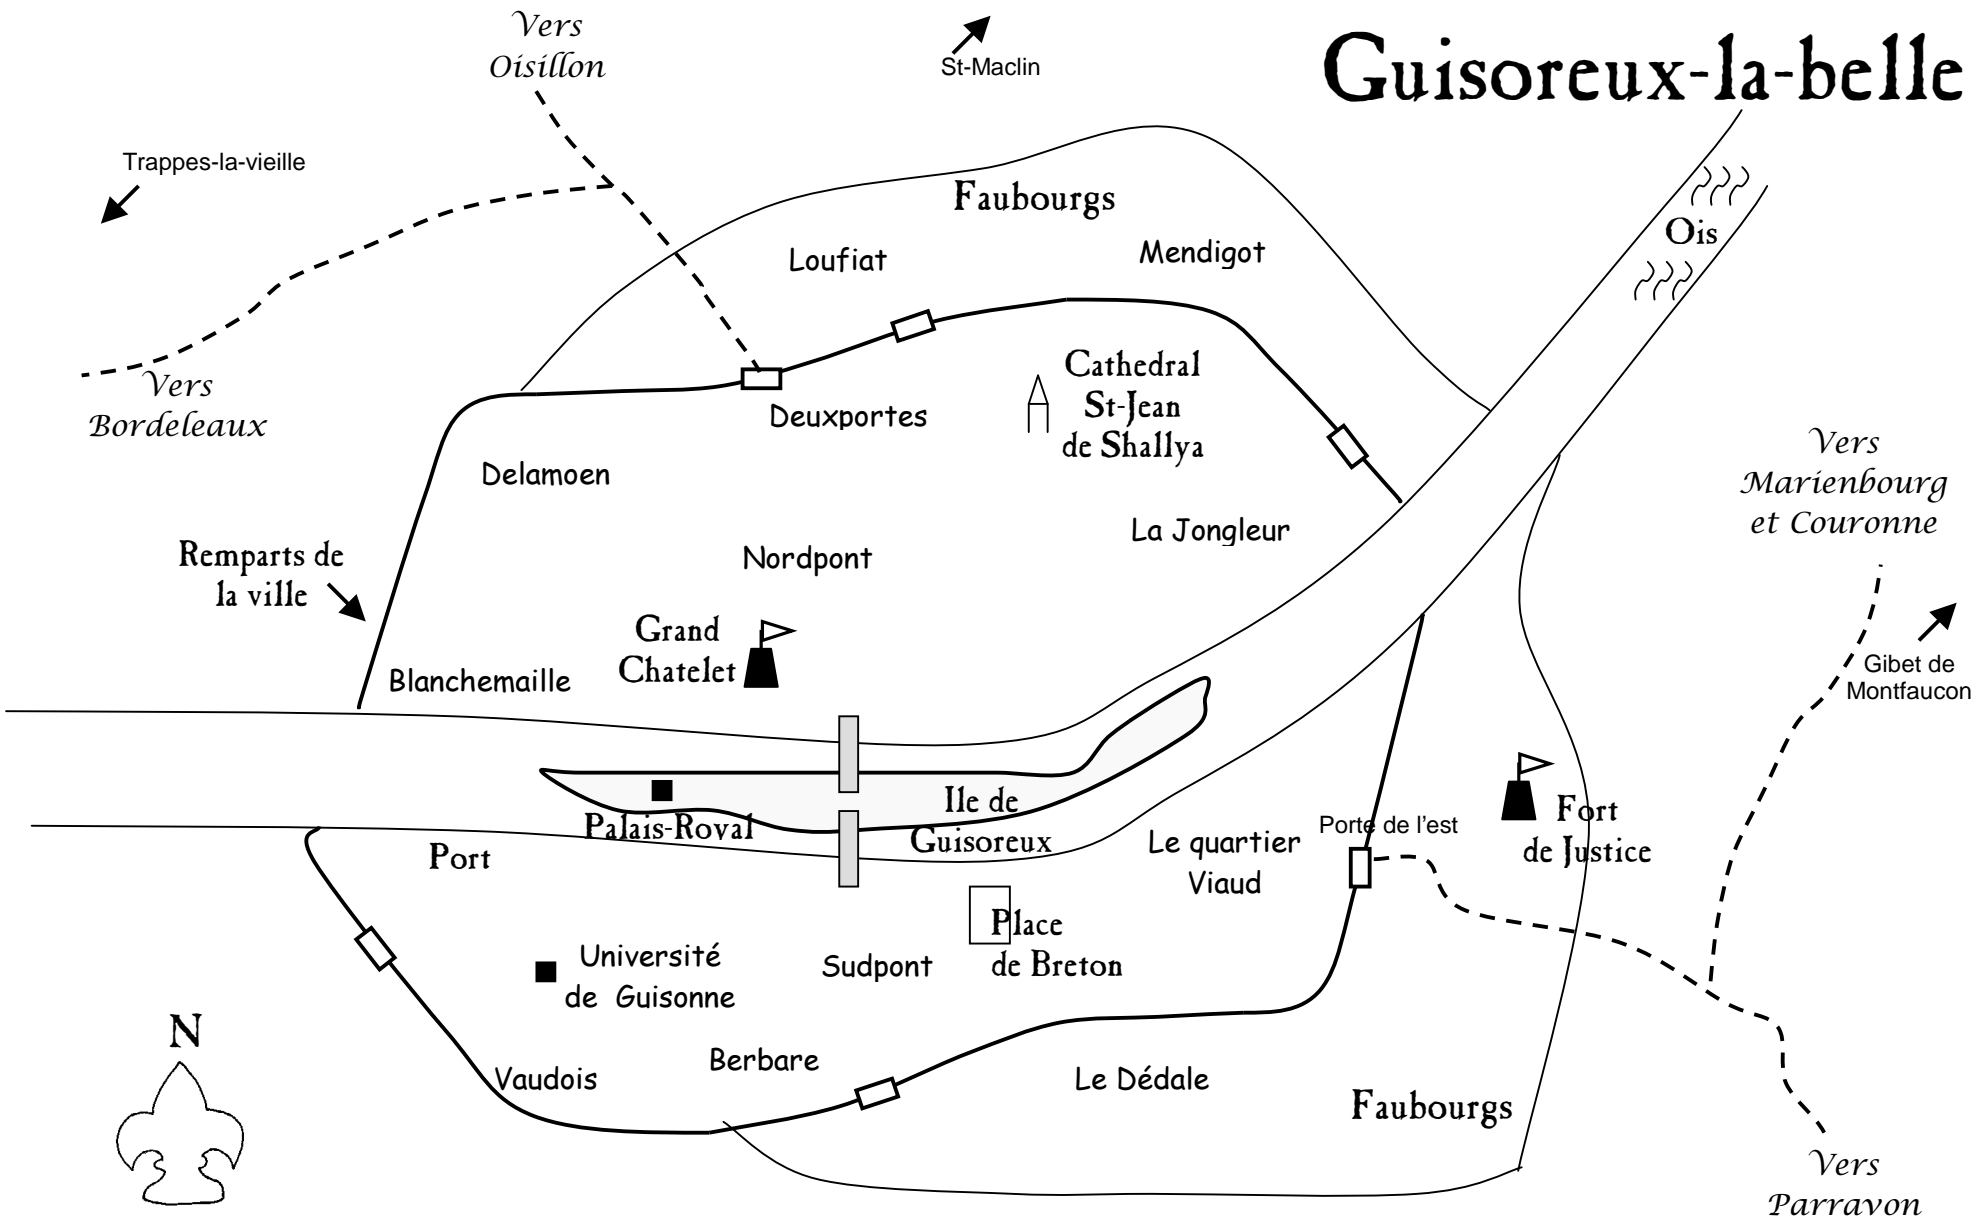 Guisoreux-la-belle
Vers
Oisillon
St-Maclin
Trappes-la-vieille
Faubourgs
Ois
Loufiat
Mendigot
Vers
Bordeleaux
Cathedral
St-Jean
de Shallya
Deuxportes
Delamoen
Vers
Marienbourg
et Couronne
La Jongleur
Nordpont
Remparts de
la ville
Grand
Chatelet
Blanchemaille
Gibet de
Montfaucon
Ile de
Guisoreux
Palais-Royal
Port
Le quartier
Viaud
Porte de l'est
Fort
de Justice
Place
de Breton
Université
de Guisonne
Sudpont
N
Vaudois
Berbare
Le Dédale
Faubourgs
Vers
Parravon